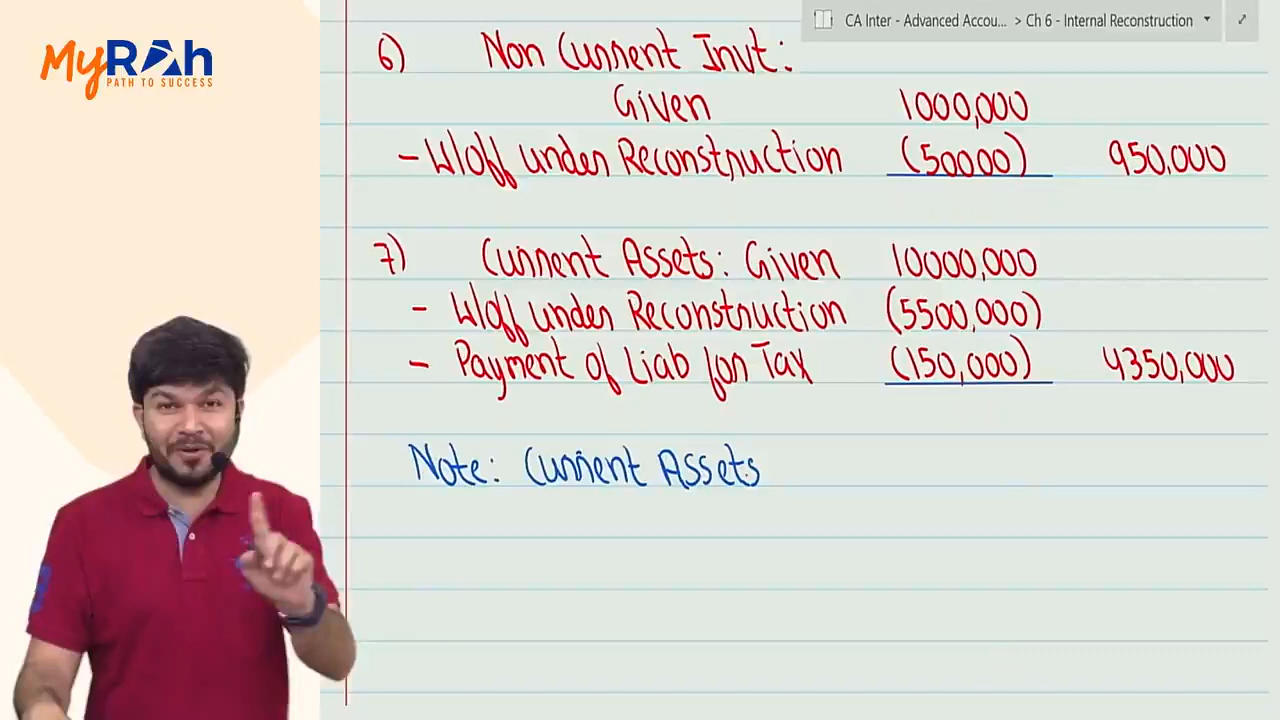 MyRAh
PATH TO SUCCESS
CA Inter - Advanced Accou... > Ch 6 - Internal Reconstruction
6) Non Current Invt:
Given 1000,000
- W/off under Reconstruction (50000) 950,000
7) Current Assets: Given 10000,000
- W/off under Reconstruction (5500,000)
- Payment of Liab for Tax (150,000) 4350,000
Note: Current Assets